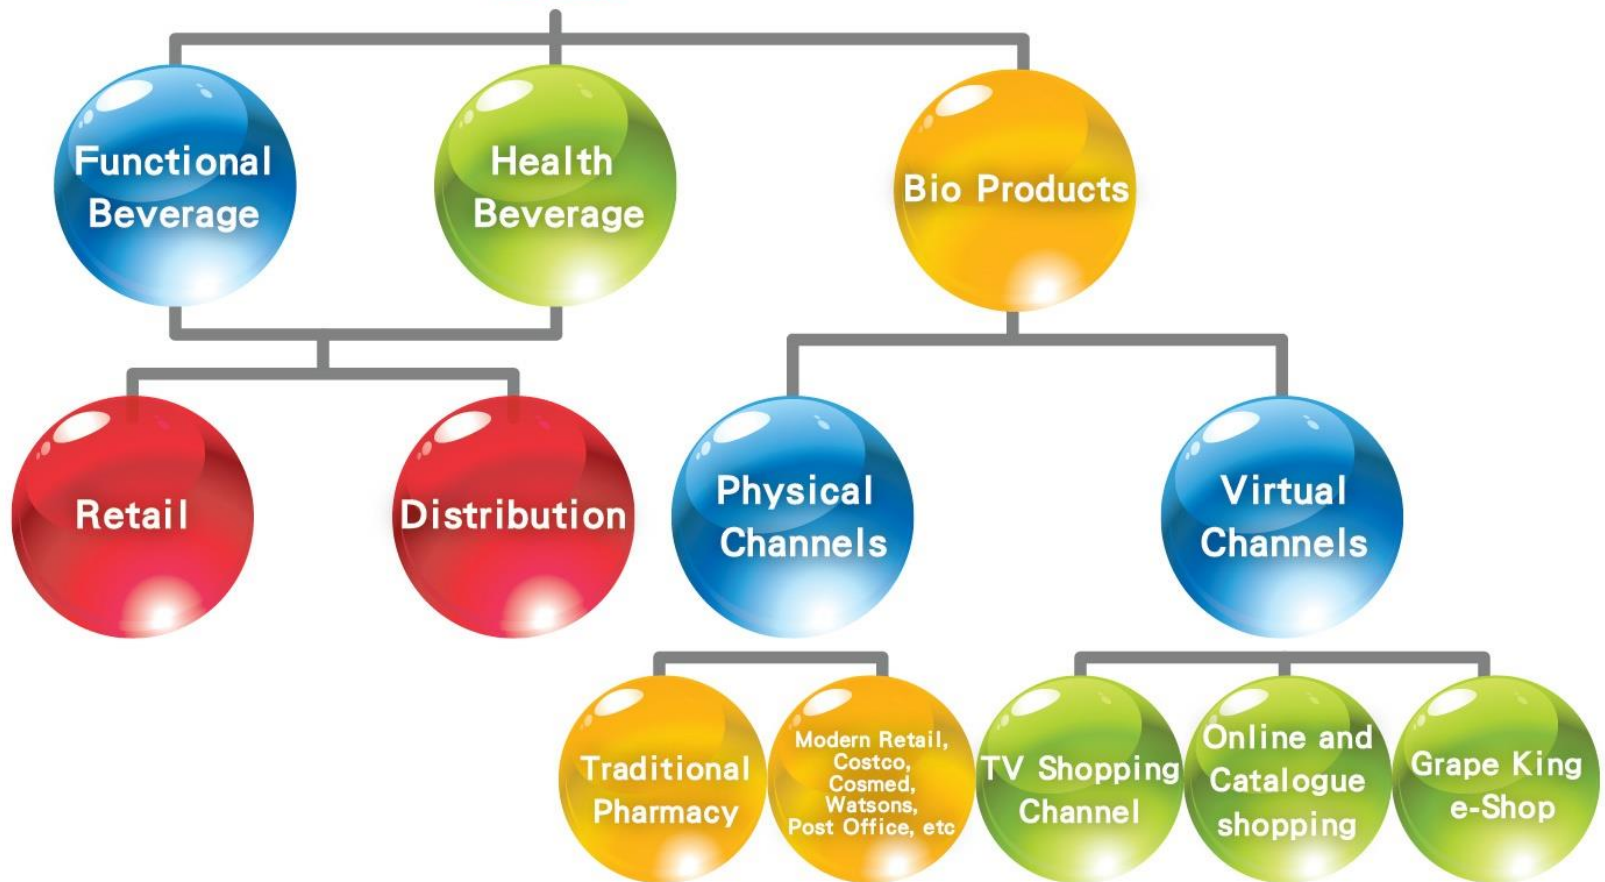 Functional
Beverage
Health
Beverage
Bio Products
Retail
Distribution
Physical
Channels
Virtual
Channels
Traditional
Pharmacy
Modern Retail,
Costco,
Cosmed,
Watsons,
Post Office, etc
TV Shopping
Channel
Online and
Catalogue
shopping
Grape King
e-Shop